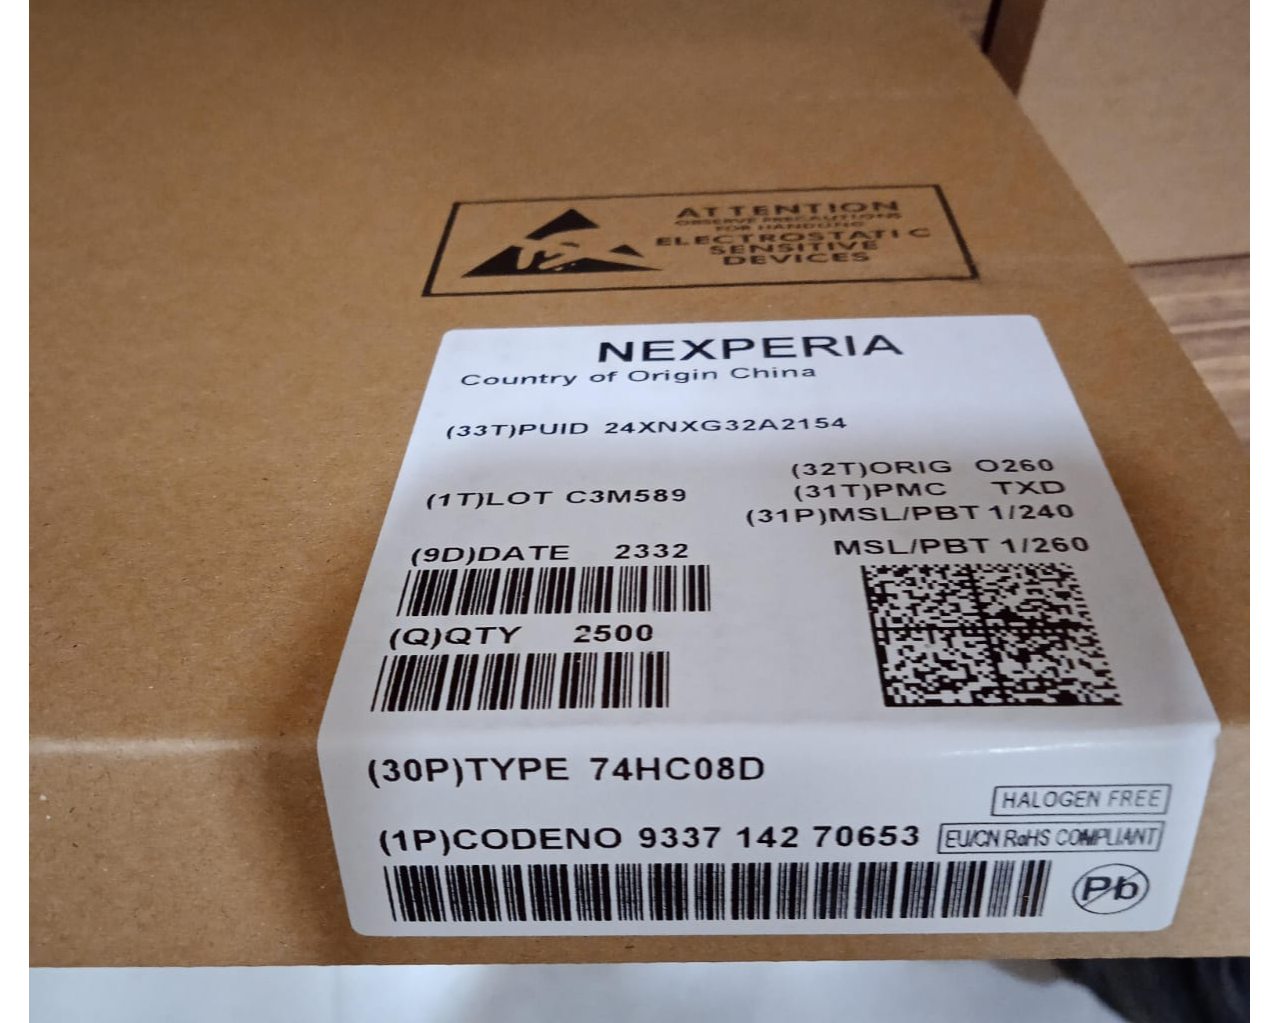 ATTENTION
OBSERVE PRECAUTIONS
FOR HANDLING
ELECTROSTATIC
SENSITIVE
DEVICES
NEXPERIA
Country of Origin China
(33T)PUID 24XNXG32A2154
(32T)ORIG O260
(1T)LOT C3M589
(31T)PMC TXD
(31P)MSL/PBT 1/240
(9D)DATE 2332
MSL/PBT 1/260
(Q)QTY 2500
(30P)TYPE 74HC08D
HALOGEN FREE
(1P)CODENO 9337 142 70653
EU/CN RoHS COMPLIANT
Pb